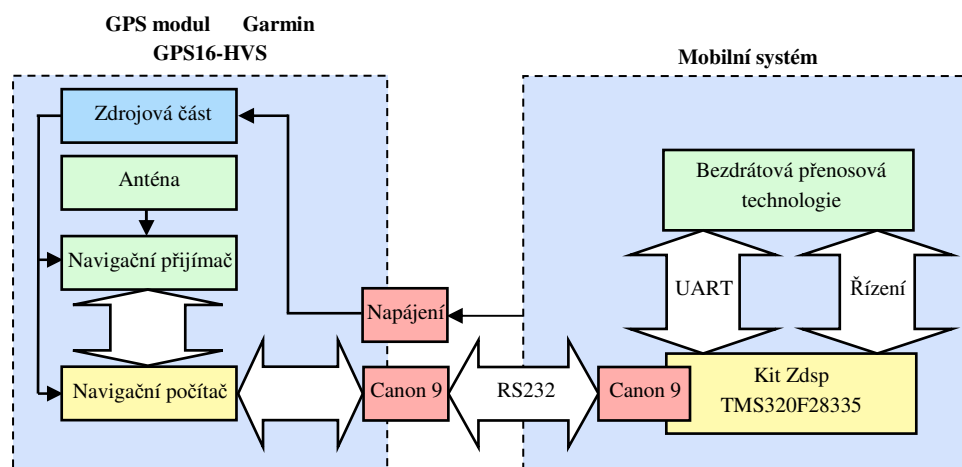 GPS modul Garmin
GPS16-HVS
Mobilní systém
Zdrojová část
Anténa
Bezdrátová přenosová
technologie
Navigační přijímač
UART
Řízení
Napájení
Navigační počítač
Canon 9
RS232
Canon 9
Kit Zdsp
TMS320F28335